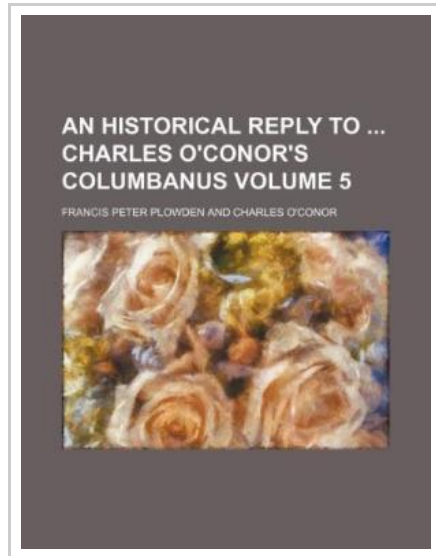 AN HISTORICAL REPLY TO ...
CHARLES O'CONOR'S
COLUMBANUS VOLUME 5
FRANCIS PETER PLOWDEN AND CHARLES O'CONOR